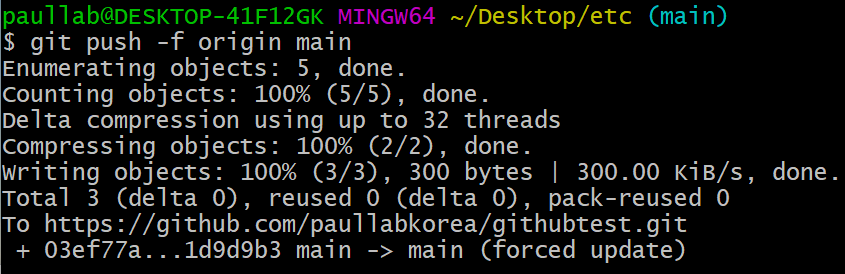 paullab@DESKTOP-41F12GK MINGW64 ~/Desktop/etc (main)
$ git push -f origin main
Enumerating objects: 5, done.
Counting objects: 100% (5/5), done.
Delta compression using up to 32 threads
Compressing objects: 100% (2/2), done.
Writing objects: 100% (3/3), 300 bytes | 300.00 KiB/s, done.
Total 3 (delta 0), reused 0 (delta 0), pack-reused 0
To https://github.com/paullabkorea/githubtest.git
 + 03ef77a...1d9d9b3 main -> main (forced update)